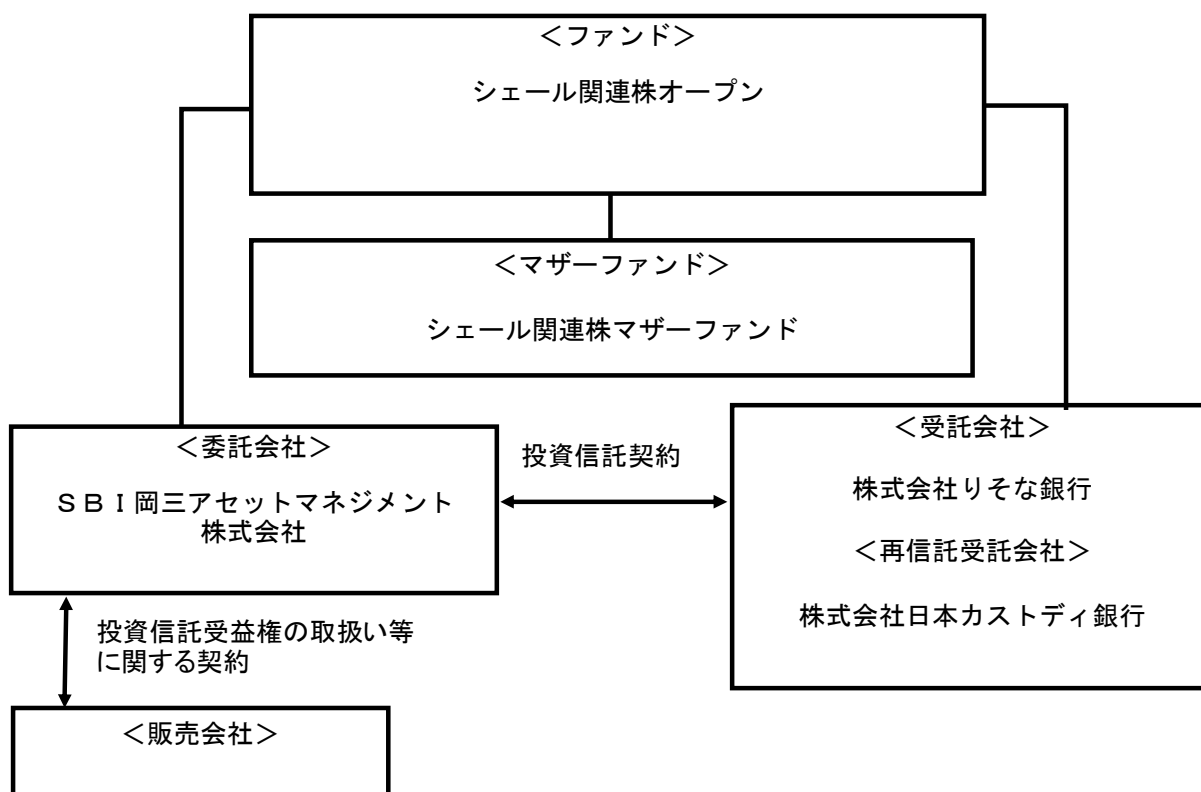 ＜ファンド＞
シェール関連株オープン
＜マザーファンド＞
シェール関連株マザーファンド
＜委託会社＞
ＳＢＩ岡三アセットマネジメント
株式会社
投資信託契約
＜受託会社＞
株式会社りそな銀行
＜再信託受託会社＞
株式会社日本カストディ銀行
投資信託受益権の取扱い等
に関する契約
＜販売会社＞